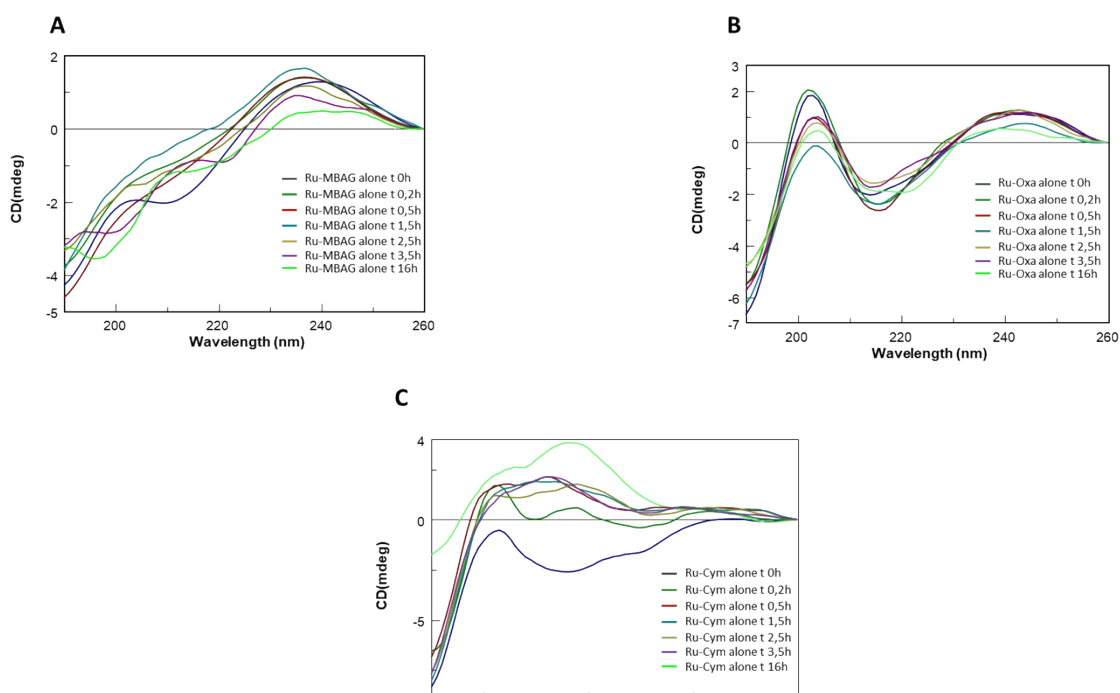 A
2
0
-2
-4
-5
CD(mdeg)
200
220
240
260
Wavelength (nm)
Ru-MBAG alone t 0h
Ru-MBAG alone t 0,2h
Ru-MBAG alone t 0,5h
Ru-MBAG alone t 1,5h
Ru-MBAG alone t 2,5h
Ru-MBAG alone t 3,5h
Ru-MBAG alone t 16h
B
3
2
0
-2
-4
-6
-7
CD(mdeg)
200
220
240
260
Wavelength (nm)
Ru-Oxa alone t 0h
Ru-Oxa alone t 0,2h
Ru-Oxa alone t 0,5h
Ru-Oxa alone t 1,5h
Ru-Oxa alone t 2,5h
Ru-Oxa alone t 3,5h
Ru-Oxa alone t 16h
C
4
0
-5
CD(mdeg)
Ru-Cym alone t 0h
Ru-Cym alone t 0,2h
Ru-Cym alone t 0,5h
Ru-Cym alone t 1,5h
Ru-Cym alone t 2,5h
Ru-Cym alone t 3,5h
Ru-Cym alone t 16h